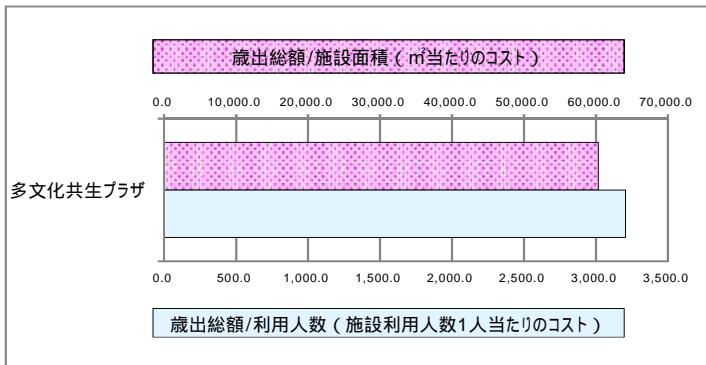 歳出総額/施設面積（㎡当たりのコスト）
0.0 10,000.0 20,000.0 30,000.0 40,000.0 50,000.0 60,000.0 70,000.0
多文化共生プラザ
0.0 500.0 1,000.0 1,500.0 2,000.0 2,500.0 3,000.0 3,500.0
歳出総額/利用人数（施設利用人数1人当たりのコスト）